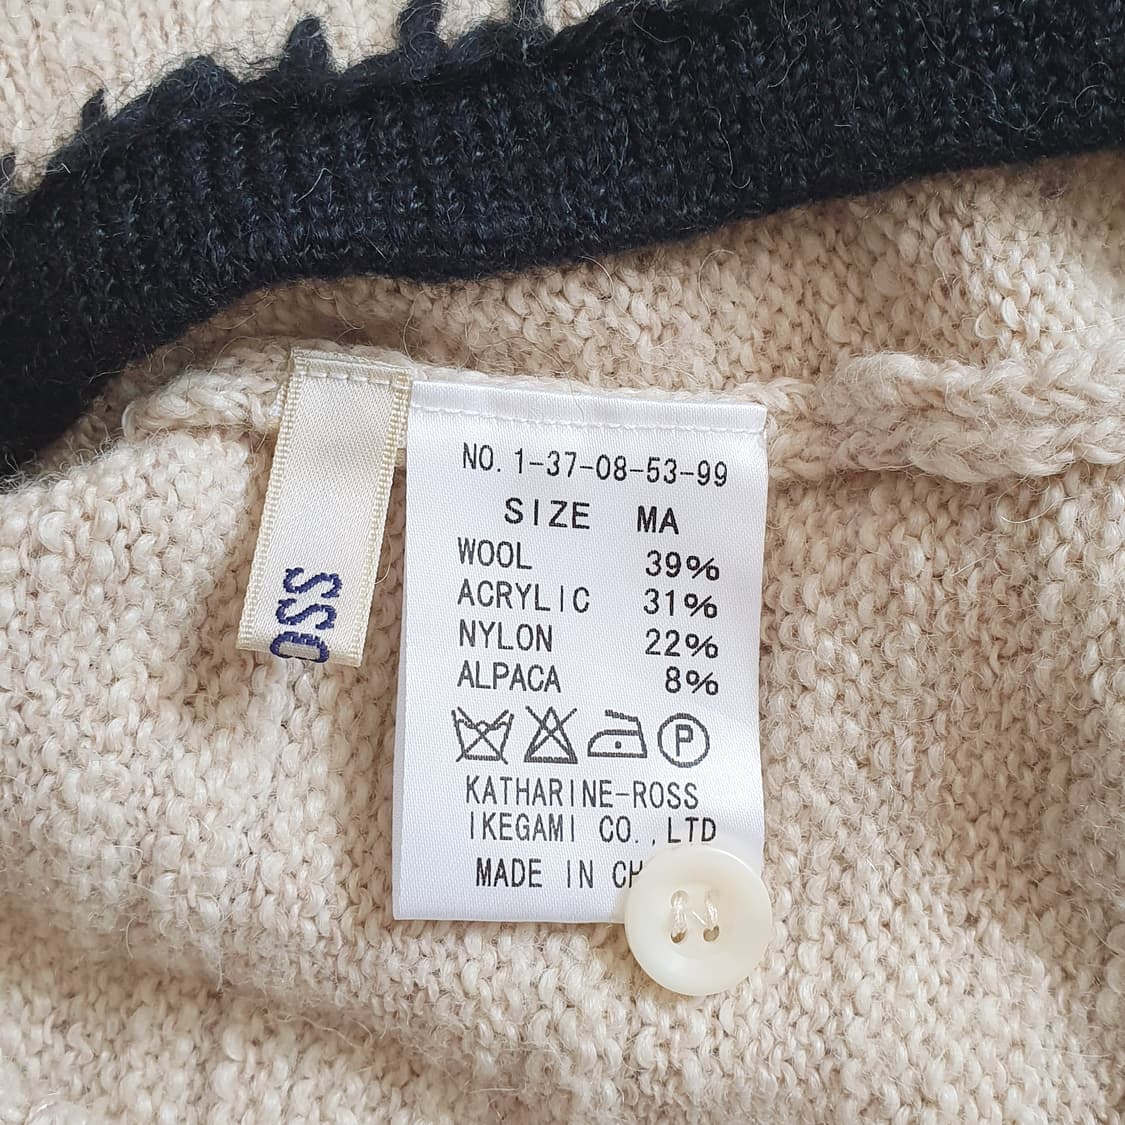 NO. 1-37-08-53-99
SIZE MA
WOOL 39%
ACRYLIC 31%
NYLON 22%
ALPACA 8%
P
KATHARINE-ROSS
IKEGAMI CO.,LTD
MADE IN CH
OSS